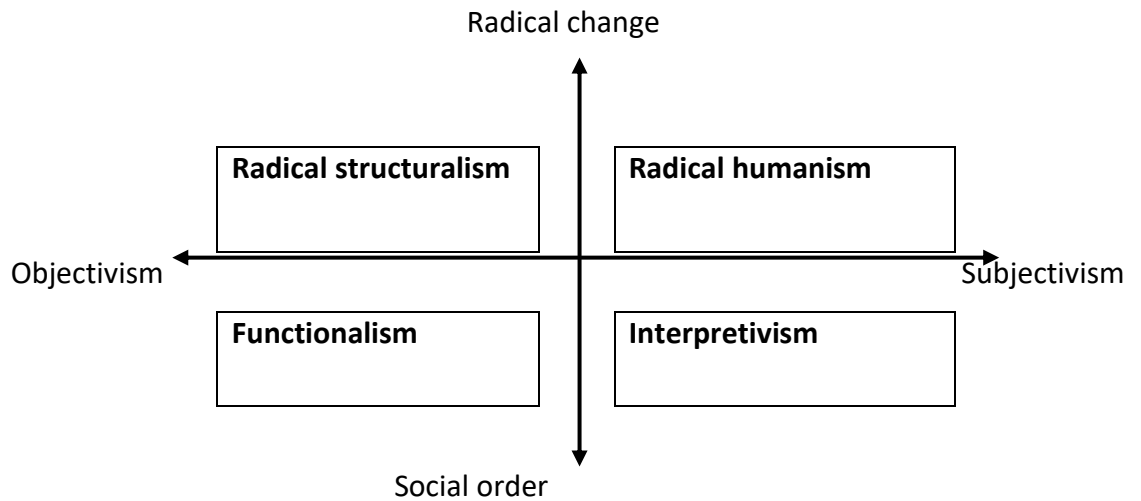 Radical change
Radical structuralism
Radical humanism
Objectivism
Subjectivism
Functionalism
Interpretivism
Social order